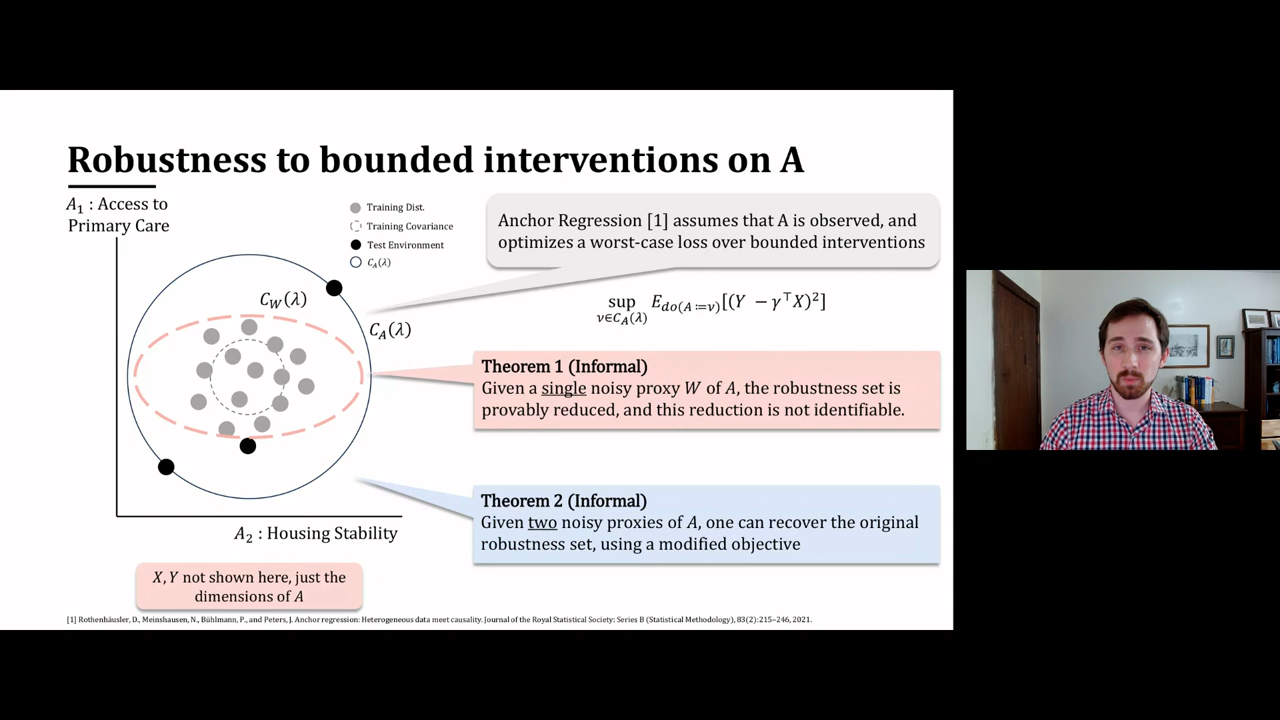 Robustness to bounded interventions on A
A₁ : Access to
Primary Care
Training Dist.
Training Covariance
Test Environment
C_A(λ)
C_W(λ)
C_A(λ)
A₂ : Housing Stability
X, Y not shown here, just the
dimensions of A
Anchor Regression [1] assumes that A is observed, and
optimizes a worst-case loss over bounded interventions
sup E_do(A≔ν)[(Y − γ⊤X)²]
ν∈C_A(λ)
Theorem 1 (Informal)
Given a single noisy proxy W of A, the robustness set is
provably reduced, and this reduction is not identifiable.
Theorem 2 (Informal)
Given two noisy proxies of A, one can recover the original
robustness set, using a modified objective
[1] Rothenhäusler, D., Meinshausen, N., Bühlmann, P., and Peters, J. Anchor regression: Heterogeneous data meet causality. Journal of the Royal Statistical Society: Series B (Statistical Methodology), 83(2):215–246, 2021.